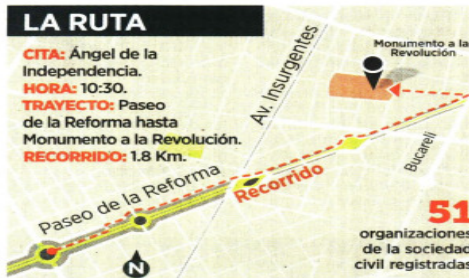 LA RUTA
CITA: Ángel de la
Independencia.
HORA: 10:30.
TRAYECTO: Paseo
de la Reforma hasta
Monumento a la Revolución.
RECORRIDO: 1.8 Km.
Av. Insurgentes
Monumento a la
Revolución
Bucareli
Paseo de la Reforma
Recorrido
N
51
organizaciones
de la sociedad
civil registradas